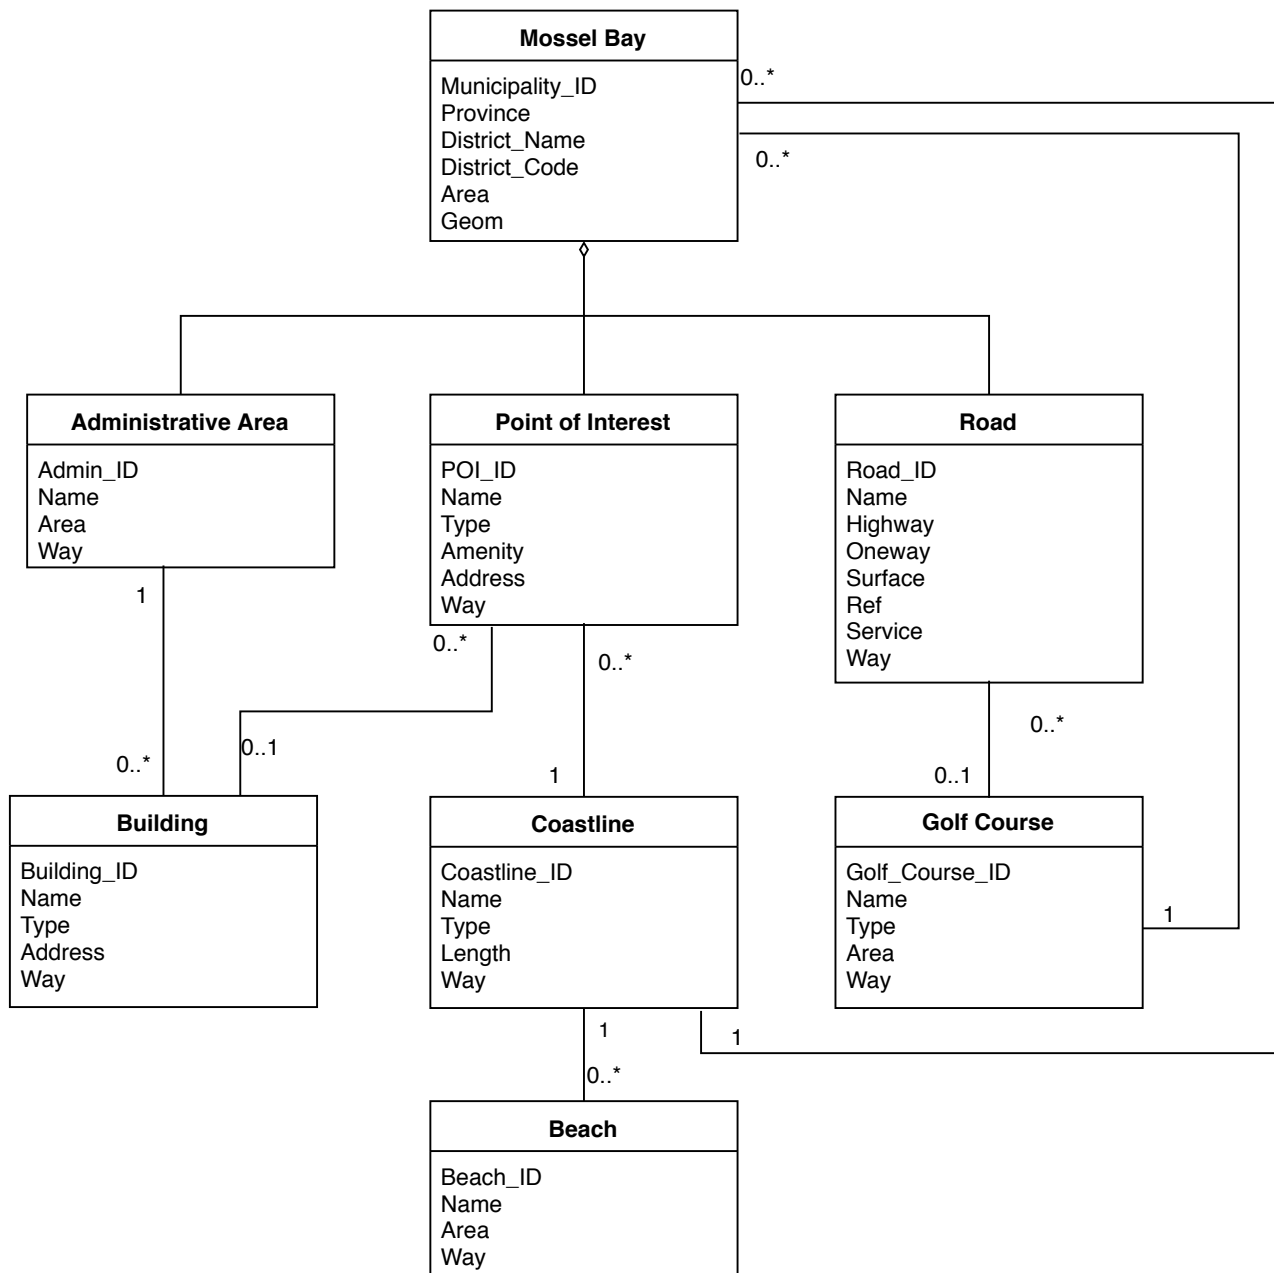 Mossel Bay
Municipality_ID
Province
District_Name
District_Code
Area
Geom
0..*
0..*
Administrative Area
Admin_ID
Name
Area
Way
Point of Interest
POI_ID
Name
Type
Amenity
Address
Way
Road
Road_ID
Name
Highway
Oneway
Surface
Ref
Service
Way
1
0..*
0..*
0..1
0..*
1
0..*
0..1
Building
Building_ID
Name
Type
Address
Way
Coastline
Coastline_ID
Name
Type
Length
Way
Golf Course
Golf_Course_ID
Name
Type
Area
Way
1
1
1
0..*
Beach
Beach_ID
Name
Area
Way